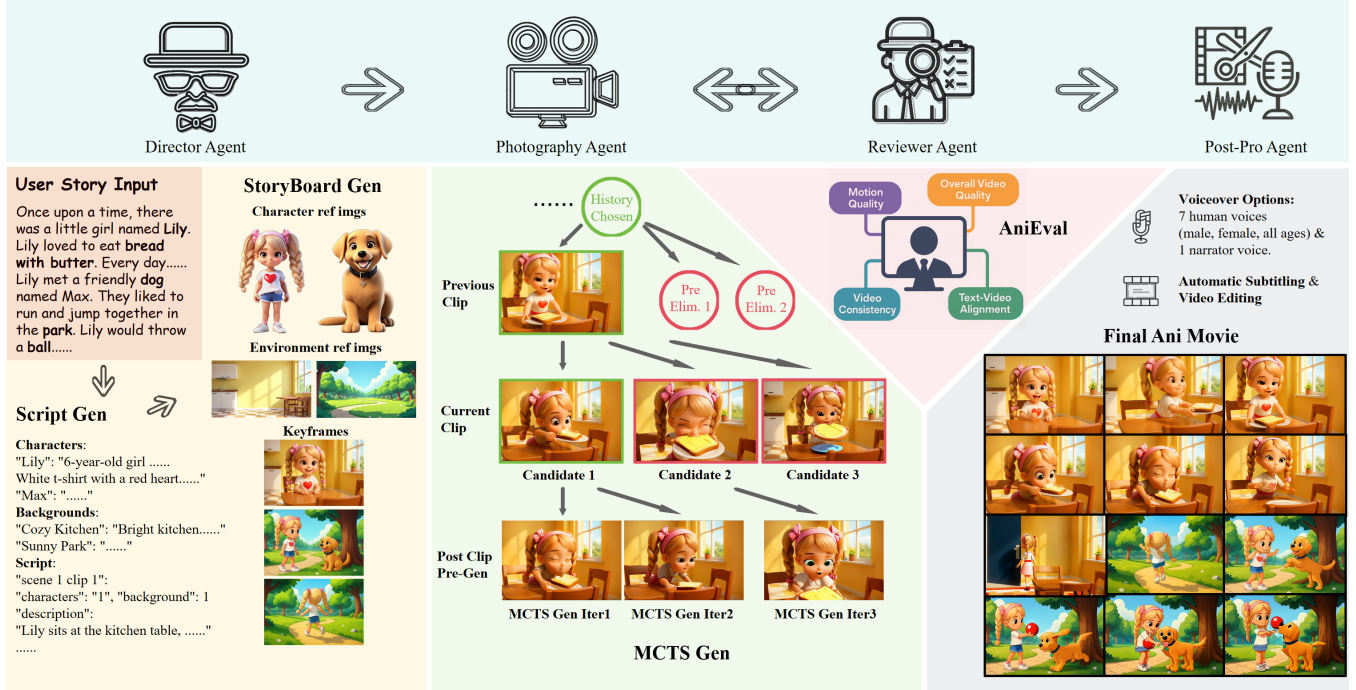 Director Agent
Photography Agent
Reviewer Agent
Post-Pro Agent
User Story Input
Once upon a time, there
was a little girl named Lily.
Lily loved to eat bread
with butter. Every day......
Lily met a friendly dog
named Max. They liked to
run and jump together in
the park. Lily would throw
a ball......
Script Gen
Characters:
"Lily": "6-year-old girl ......
White t-shirt with a red heart......"
"Max": "......"
Backgrounds:
"Cozy Kitchen": "Bright kitchen......"
"Sunny Park": "......"
Script:
"scene 1 clip 1":
"characters": "1", "background": 1
"description":
"Lily sits at the kitchen table, ......"
......
StoryBoard Gen
Character ref imgs
Environment ref imgs
Keyframes
......
History
Chosen
Previous
Clip
Pre
Elim. 1
Pre
Elim. 2
Current
Clip
Candidate 1
Candidate 2
Candidate 3
Post Clip
Pre-Gen
MCTS Gen Iter1
MCTS Gen Iter2
MCTS Gen Iter3
MCTS Gen
Motion
Quality
Overall Video
Quality
AniEval
Video
Consistency
Text-Video
Alignment
Voiceover Options:
7 human voices
(male, female, all ages) &
1 narrator voice.
Automatic Subtitling &
Video Editing
Final Ani Movie